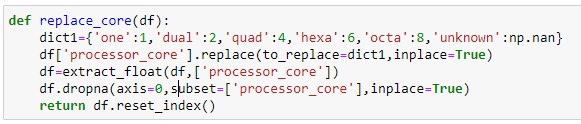 def replace_core(df):
    dict1={'one':1,'dual':2,'quad':4,'hexa':6,'octa':8,'unknown':np.nan}
    df['processor_core'].replace(to_replace=dict1,inplace=True)
    df=extract_float(df,['processor_core'])
    df.dropna(axis=0,subset=['processor_core'],inplace=True)
    return df.reset_index()